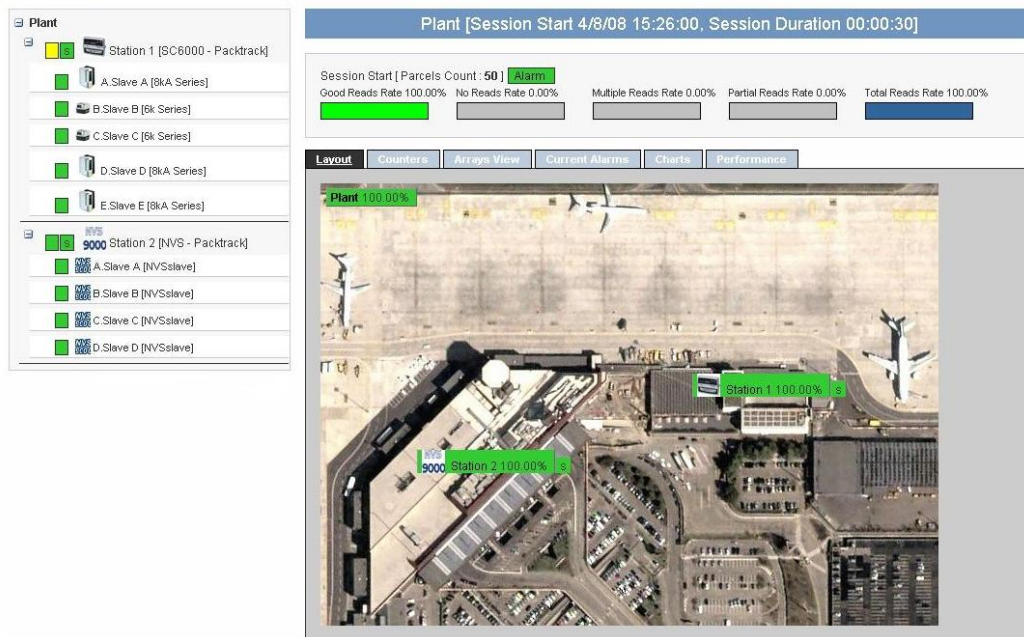 Plant
S Station 1 [SC6000 - Packtrack]
A.Slave A [8kA Series]
B.Slave B [6k Series]
C.Slave C [6k Series]
D.Slave D [8kA Series]
E.Slave E [8kA Series]
S NVS 9000 Station 2 [NVS - Packtrack]
A.Slave A [NVSslave]
B.Slave B [NVSslave]
C.Slave C [NVSslave]
D.Slave D [NVSslave]
Plant [Session Start 4/8/08 15:26:00, Session Duration 00:00:30]
Session Start [ Parcels Count : 50 ] Alarm
Good Reads Rate 100.00% No Reads Rate 0.00% Multiple Reads Rate 0.00% Partial Reads Rate 0.00% Total Reads Rate 100.00%
Layout Counters Arrays View Current Alarms Charts Performance
Plant 100.00%
Station 1 100.00% s
NVS 9000 Station 2 100.00% s